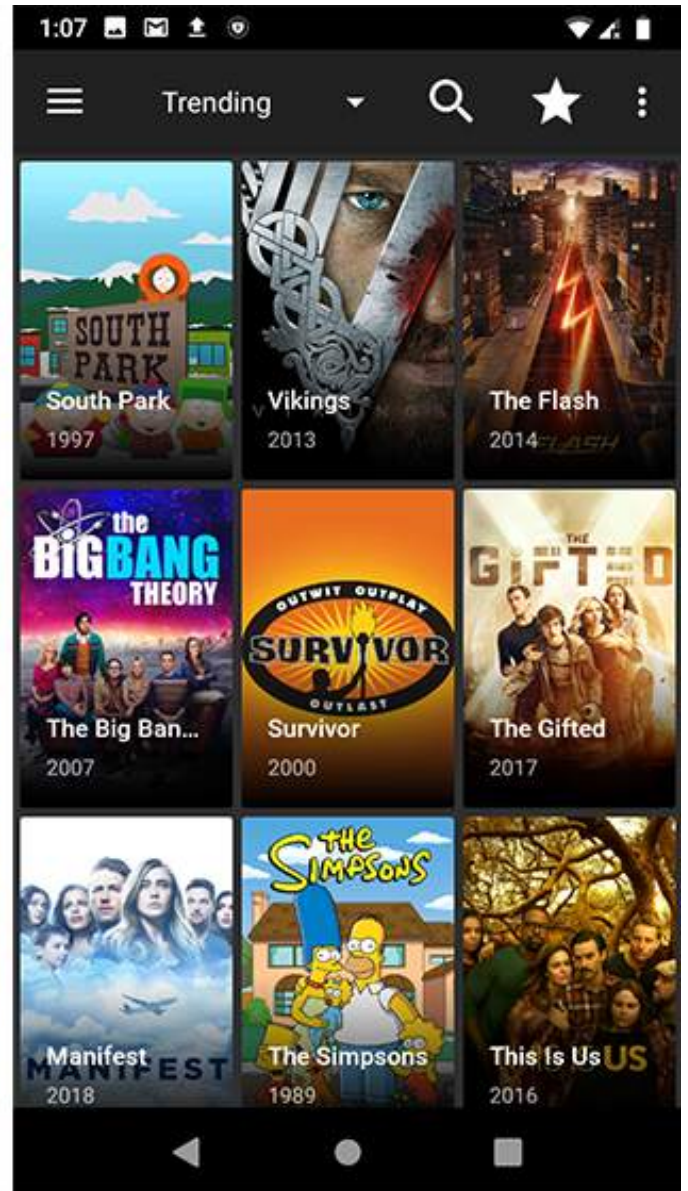 1:07
Trending
SOUTH
PARK
South Park
1997
VIKINGS
Vikings
2013
The Flash
2014
FLASH
the
BIG BANG
THEORY
The Big Ban...
2007
OUTWIT OUTPLAY
SURVIVOR
OUTLAST
Survivor
2000
THE
GIFTED
The Gifted
2017
MANIFEST
Manifest
2018
THE
SIMPSONS
The Simpsons
1989
US
This Is Us
2016